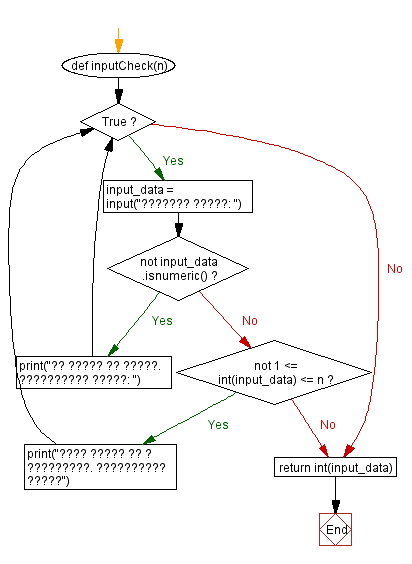 def inputCheck(n)
True ?
Yes
input_data =
input("??????? ?????: ")
No
not input_data
.isnumeric() ?
Yes
No
print("?? ????? ?? ?????.
?????????? ?????: ")
not 1 <=
int(input_data) <= n ?
Yes
No
print("???? ????? ?? ?
?????????. ??????????
?????")
return int(input_data)
End